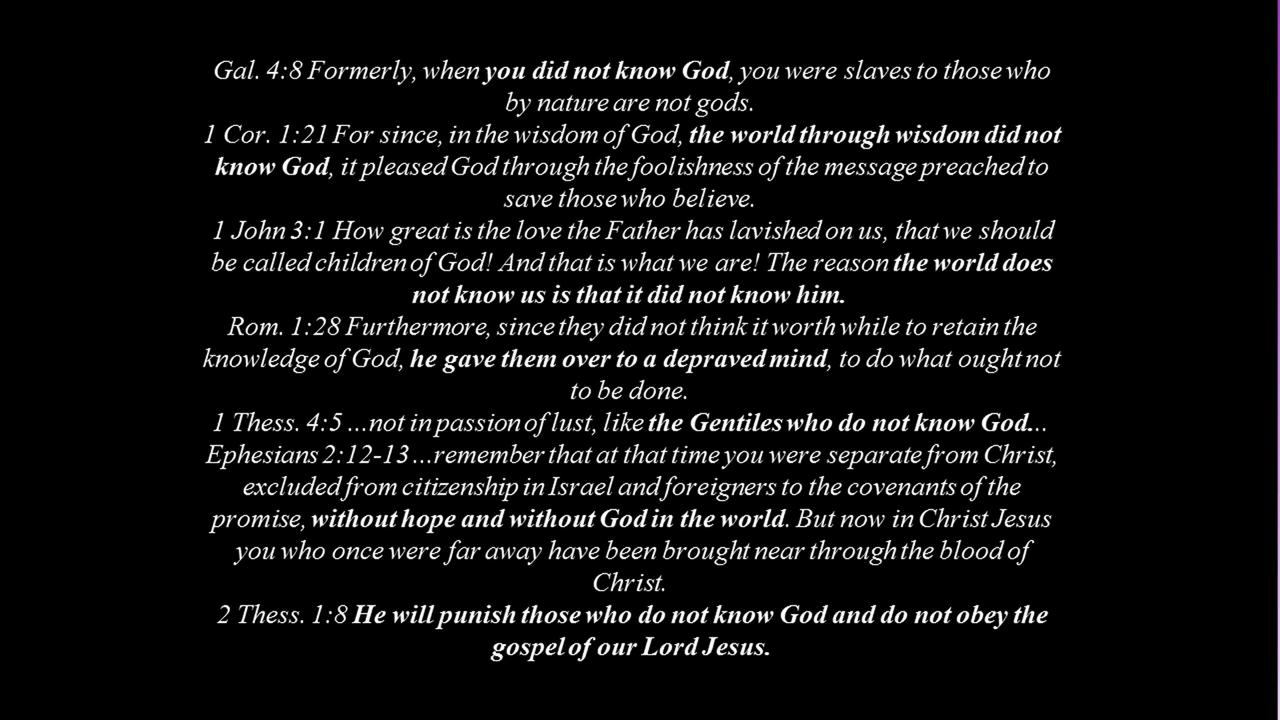 Gal. 4:8 Formerly, when you did not know God, you were slaves to those who
by nature are not gods.
1 Cor. 1:21 For since, in the wisdom of God, the world through wisdom did not
know God, it pleased God through the foolishness of the message preached to
save those who believe.
1 John 3:1 How great is the love the Father has lavished on us, that we should
be called children of God! And that is what we are! The reason the world does
not know us is that it did not know him.
Rom. 1:28 Furthermore, since they did not think it worth while to retain the
knowledge of God, he gave them over to a depraved mind, to do what ought not
to be done.
1 Thess. 4:5 ...not in passion of lust, like the Gentiles who do not know God...
Ephesians 2:12-13 ...remember that at that time you were separate from Christ,
excluded from citizenship in Israel and foreigners to the covenants of the
promise, without hope and without God in the world. But now in Christ Jesus
you who once were far away have been brought near through the blood of
Christ.
2 Thess. 1:8 He will punish those who do not know God and do not obey the
gospel of our Lord Jesus.